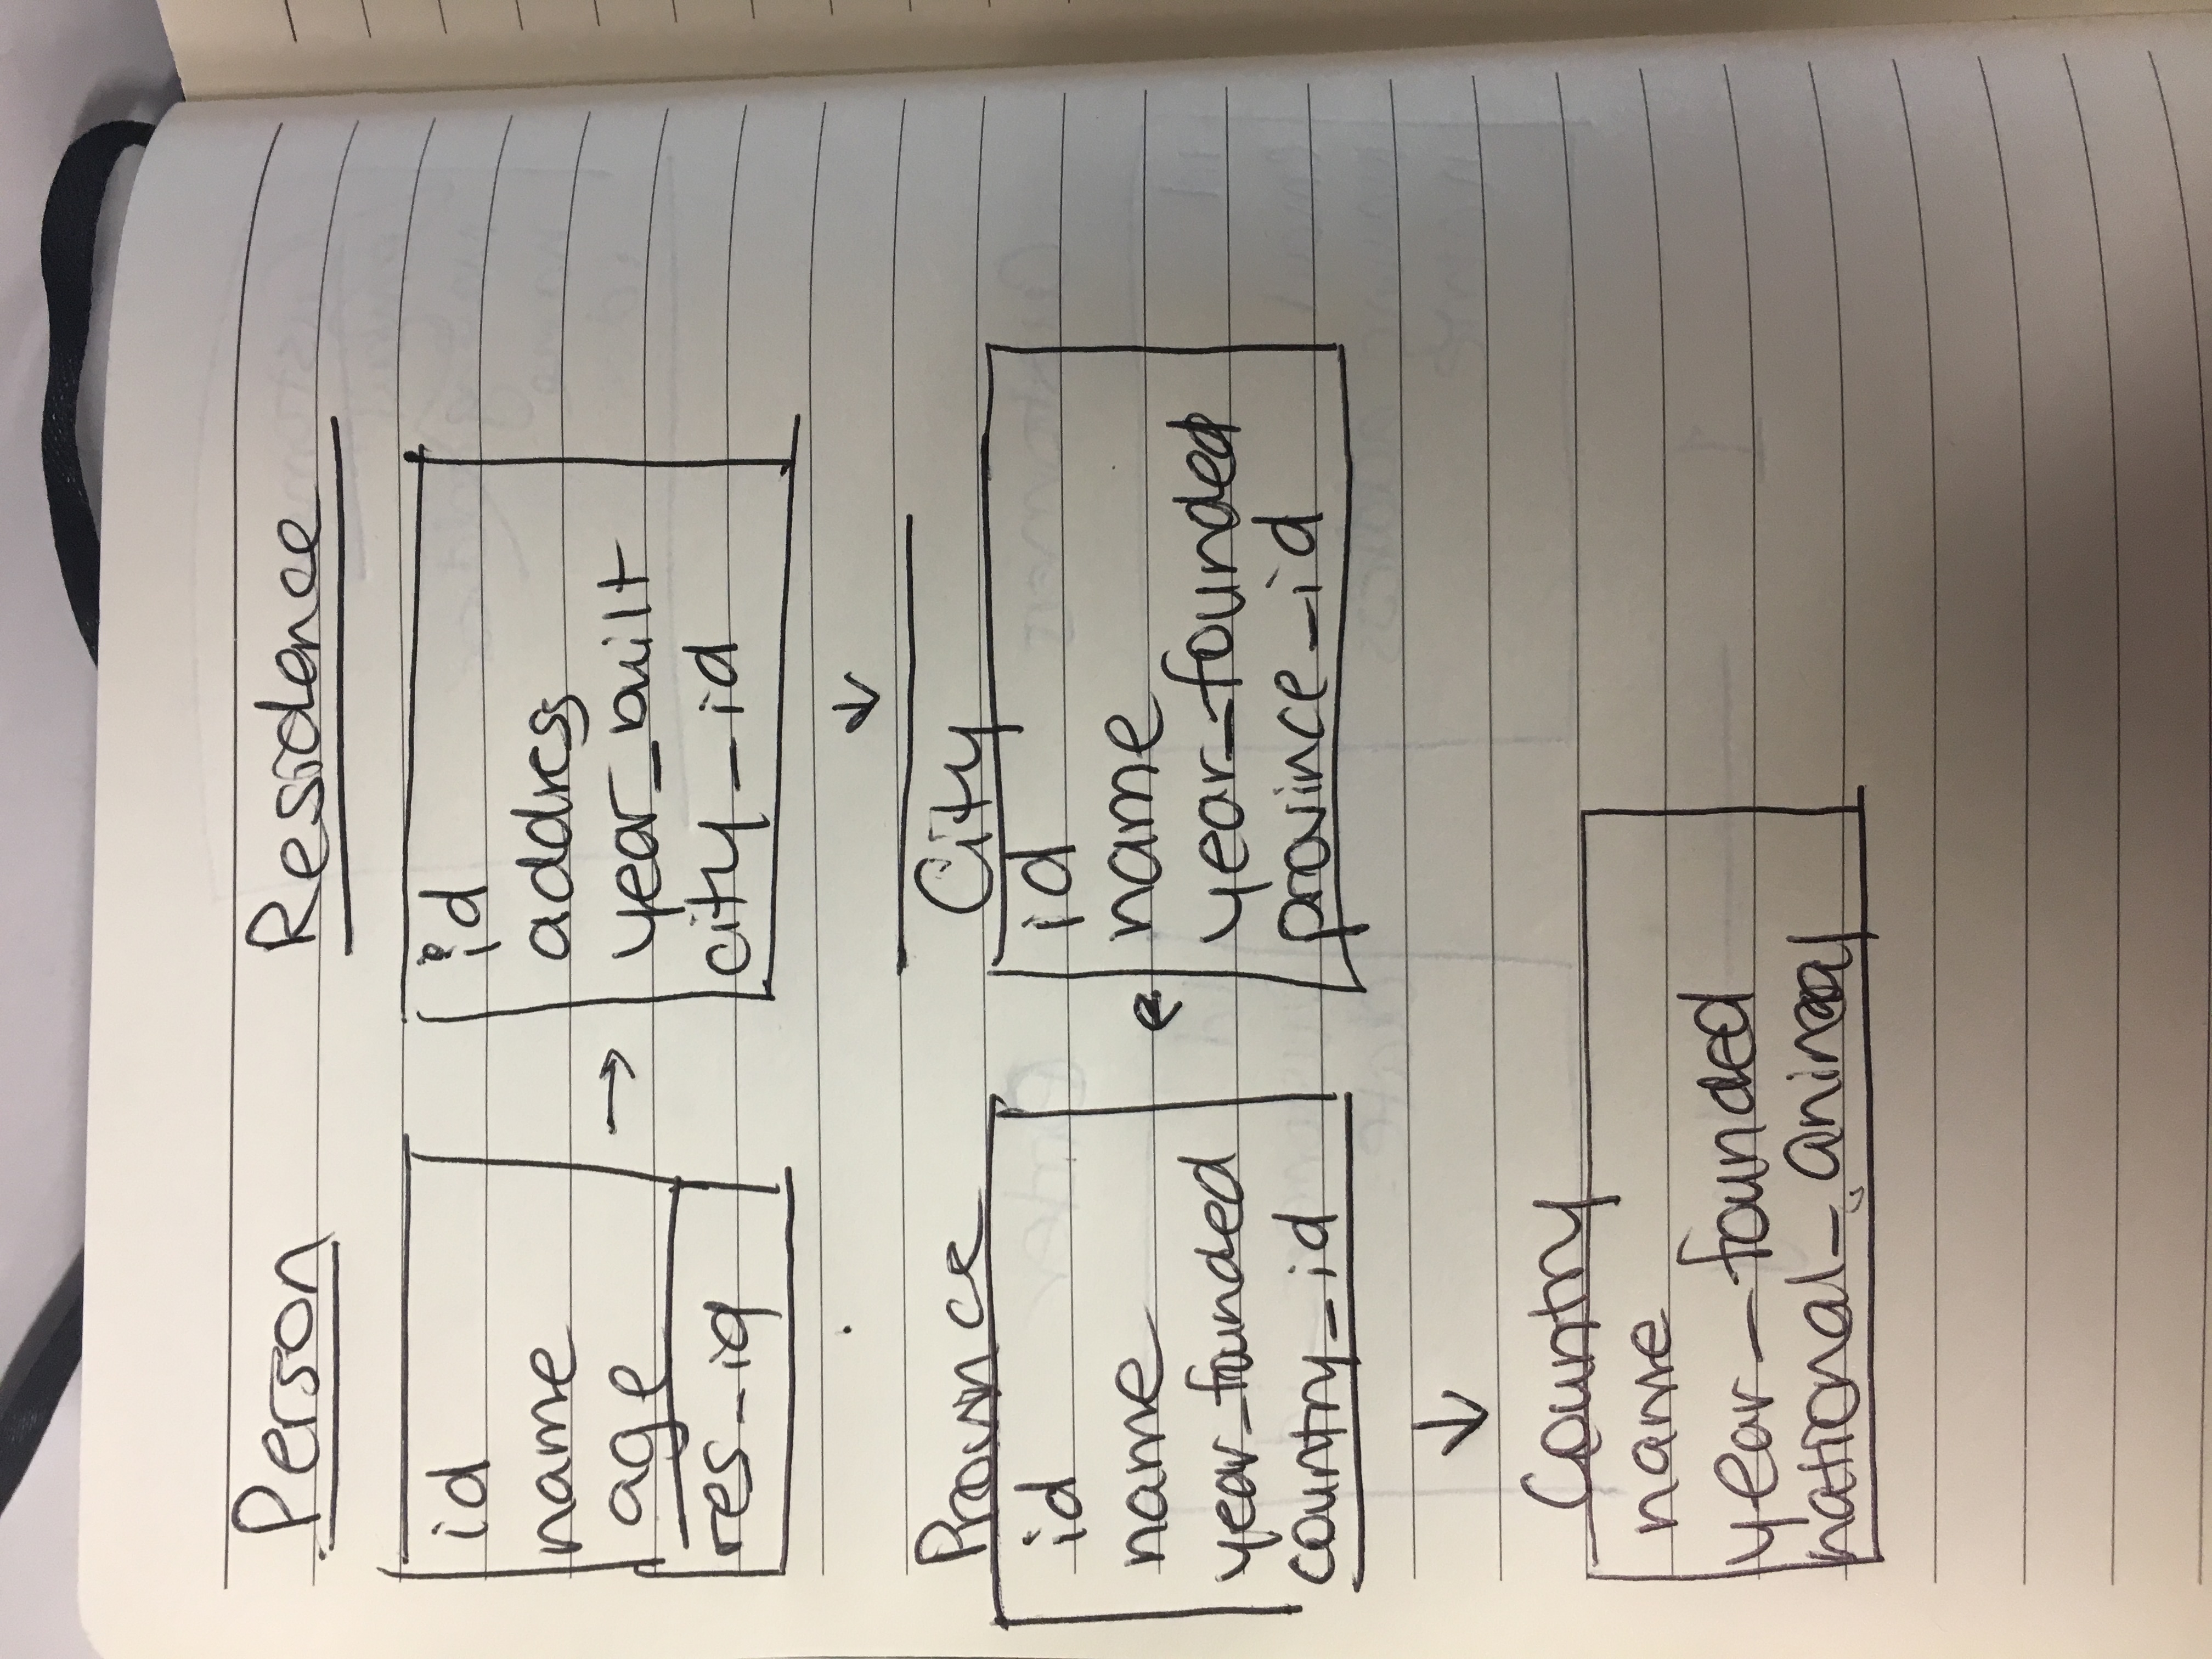 Person
id
name
age
res_id
Residence
id
address
year_built
city_id
City
id
name
year_founded
province_id
Province
id
name
year_founded
country_id
Country
name
year_founded
national_animal